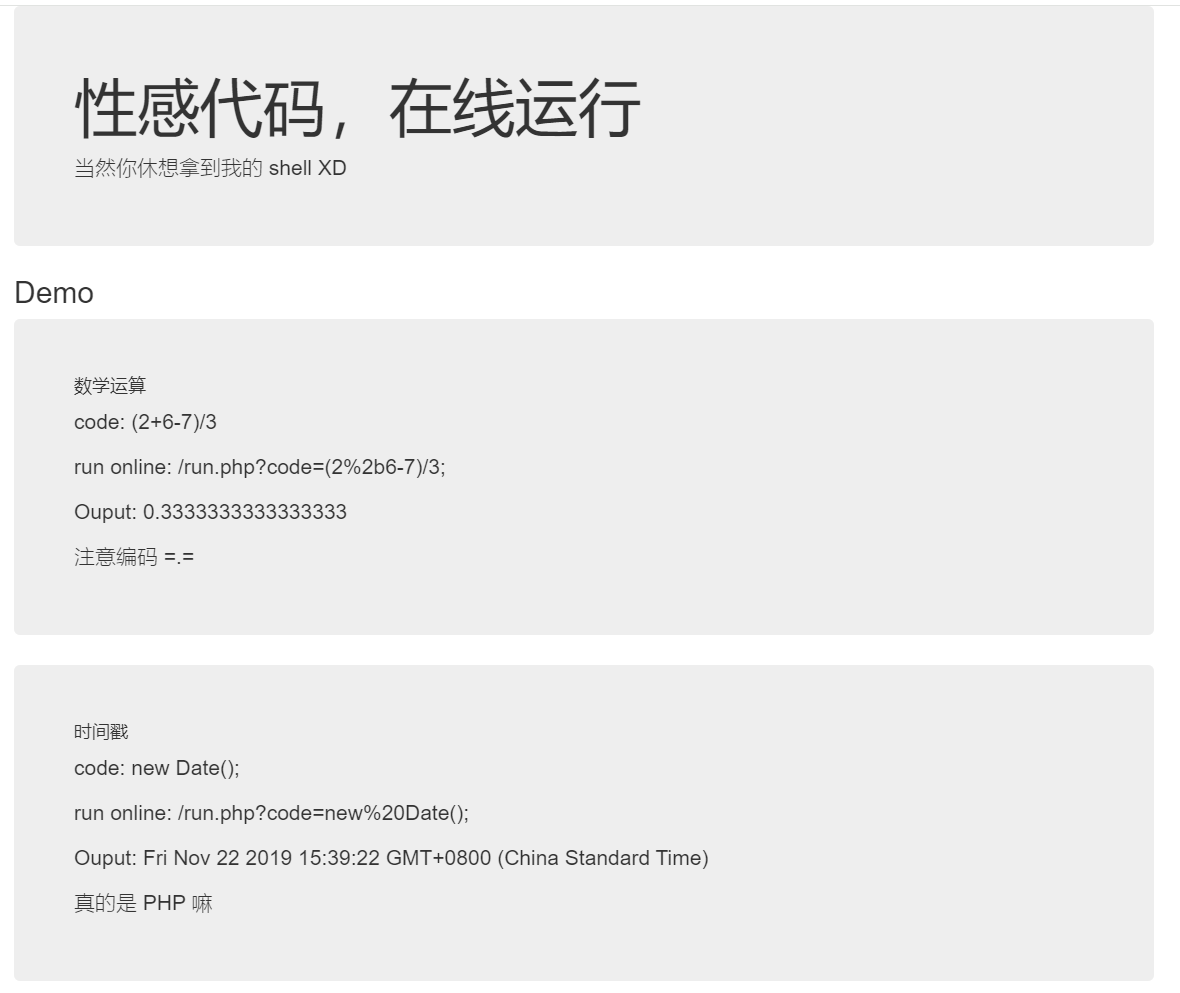 性感代码，在线运行
当然你休想拿到我的 shell XD
Demo
数学运算
code: (2+6-7)/3
run online: /run.php?code=(2%2b6-7)/3;
Ouput: 0.3333333333333333
注意编码 =.=
时间戳
code: new Date();
run online: /run.php?code=new%20Date();
Ouput: Fri Nov 22 2019 15:39:22 GMT+0800 (China Standard Time)
真的是 PHP 嘛